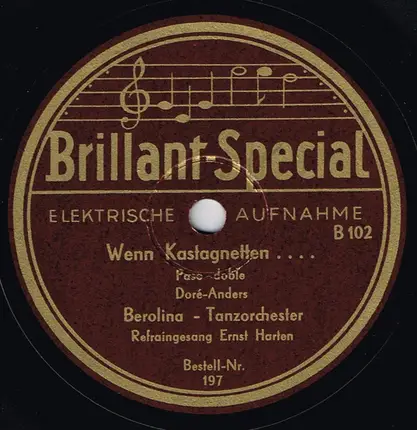 Brillant Special
ELEKTRISCHE AUFNAHME
B 102
Wenn Kastagnetten ....
Paso doble
Doré-Anders
Berolina - Tanzorchester
Refraingesang Ernst Harten
Bestell-Nr.
197